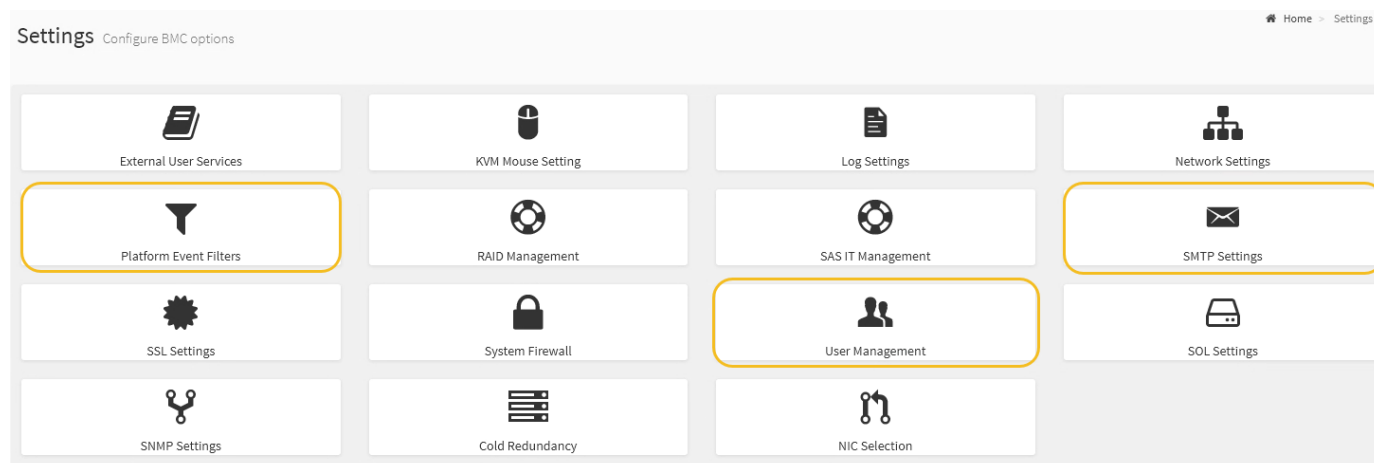 Home > Settings
Settings Configure BMC options
External User Services
KVM Mouse Setting
Log Settings
Network Settings
Platform Event Filters
RAID Management
SAS IT Management
SMTP Settings
SSL Settings
System Firewall
User Management
SOL Settings
SNMP Settings
Cold Redundancy
NIC Selection